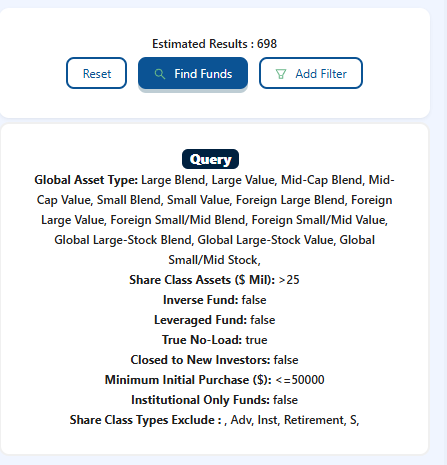 Estimated Results : 698
Reset
Find Funds
Add Filter
Query
Global Asset Type: Large Blend, Large Value, Mid-Cap Blend, Mid-
Cap Value, Small Blend, Small Value, Foreign Large Blend, Foreign
Large Value, Foreign Small/Mid Blend, Foreign Small/Mid Value,
Global Large-Stock Blend, Global Large-Stock Value, Global
Small/Mid Stock,
Share Class Assets ($ Mil): >25
Inverse Fund: false
Leveraged Fund: false
True No-Load: true
Closed to New Investors: false
Minimum Initial Purchase ($): <=50000
Institutional Only Funds: false
Share Class Types Exclude : , Adv, Inst, Retirement, S,